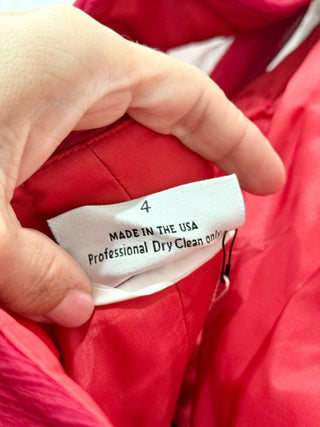 4
MADE IN THE USA
Professional Dry Clean only